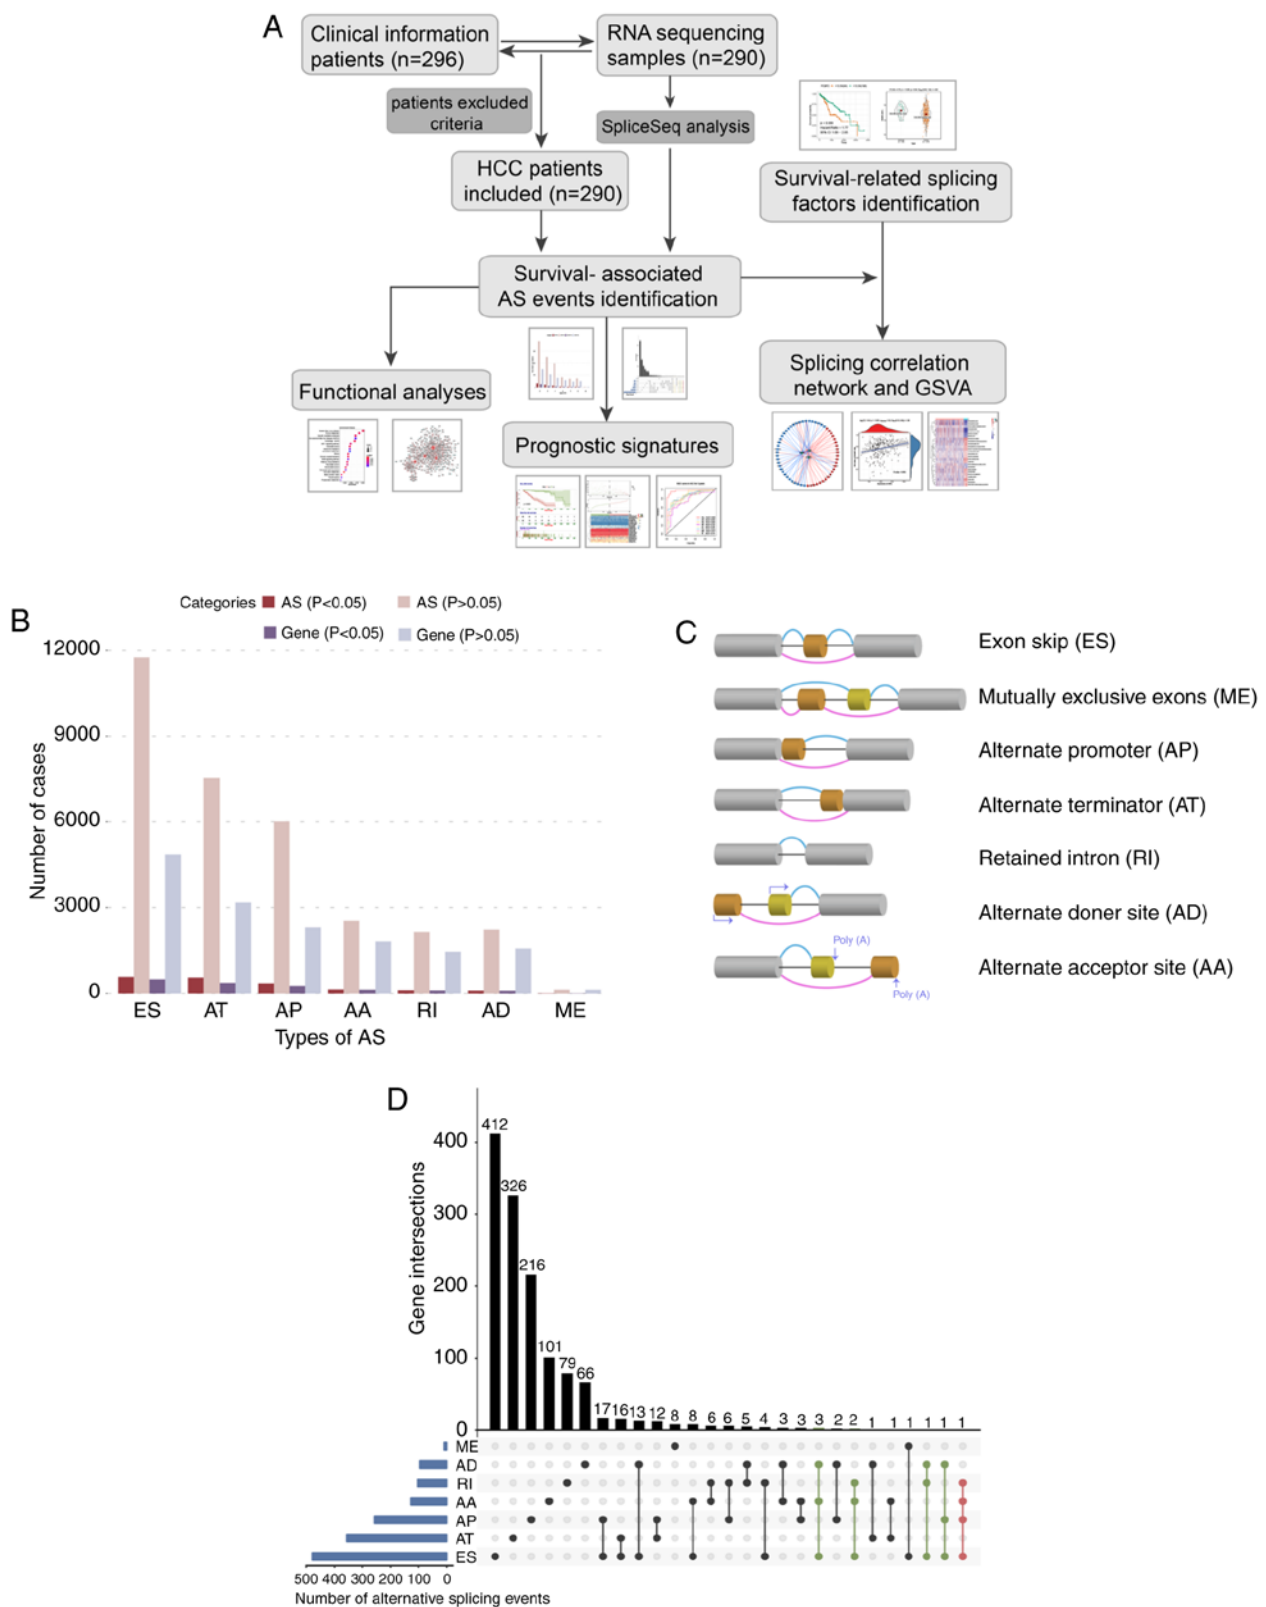 A
Clinical information
patients (n=296)
RNA sequencing
samples (n=290)
patients excluded
criteria
SpliceSeq analysis
HCC patients
included (n=290)
Survival-related splicing
factors identification
Survival- associated
AS events identification
Functional analyses
Splicing correlation
network and GSVA
Prognostic signatures
B
Categories AS (P<0.05) AS (P>0.05)
Gene (P<0.05) Gene (P>0.05)
Number of cases
12000
9000
6000
3000
0
ES AT AP AA RI AD ME
Types of AS
C
Exon skip (ES)
Mutually exclusive exons (ME)
Alternate promoter (AP)
Alternate terminator (AT)
Retained intron (RI)
Alternate doner site (AD)
Poly (A)
Alternate acceptor site (AA)
Poly (A)
D
Gene intersections
400
300
200
100
0
412
326
216
101
79
66
17 16 13 12 8 8 6 6 5 4 3 3 3 2 2 1 1 1 1 1 1
ME
AD
RI
AA
AP
AT
ES
500 400 300 200 100 0
Number of alternative splicing events